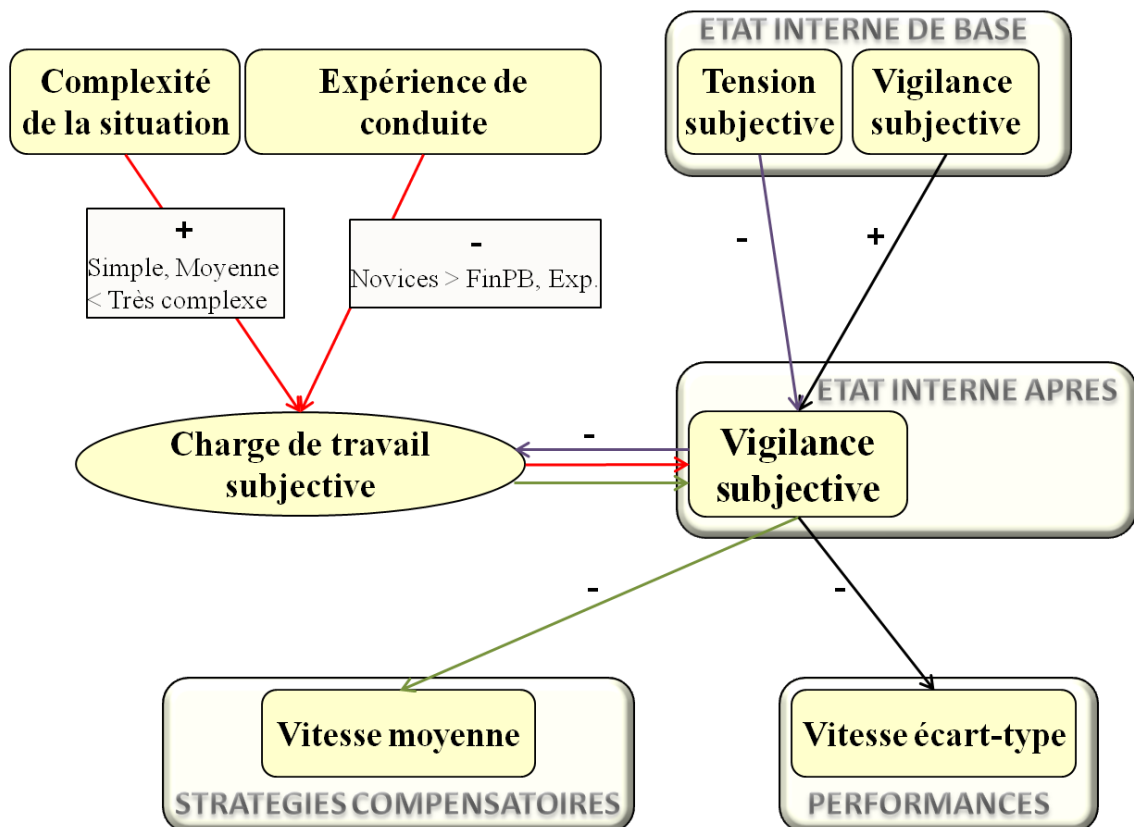 ETAT INTERNE DE BASE
Complexité
de la situation
Expérience de
conduite
Tension
subjective
Vigilance
subjective
+
Simple, Moyenne
< Très complexe
-
Novices > FinPB, Exp.
-
+
ETAT INTERNE APRES
Charge de travail
subjective
-
Vigilance
subjective
-
-
Vitesse moyenne
STRATEGIES COMPENSATOIRES
Vitesse écart-type
PERFORMANCES